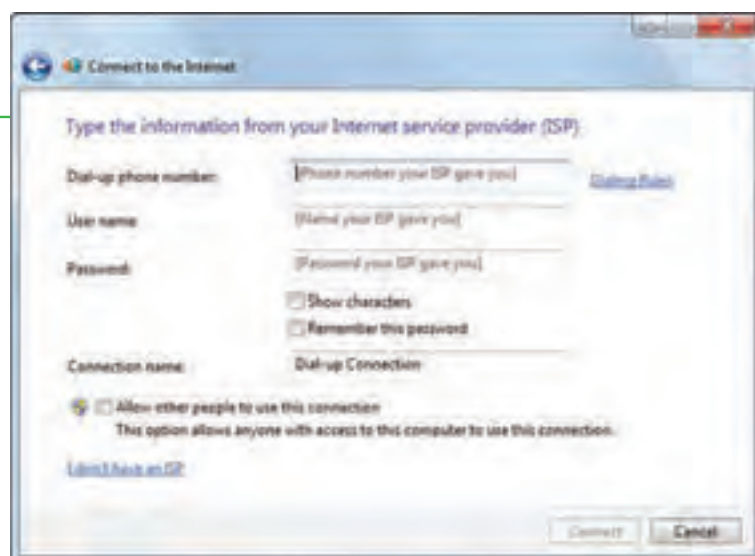 Connect to the Internet
Type the information from your Internet service provider (ISP)
Dial-up phone number: [Phone number your ISP gave you] Dialing Rules
User name: [Name your ISP gave you]
Password: [Password your ISP gave you]
Show characters
Remember this password
Connection name: Dial-up Connection
Allow other people to use this connection
This option allows anyone with access to this computer to use this connection.
I don't have an ISP
Connect Cancel